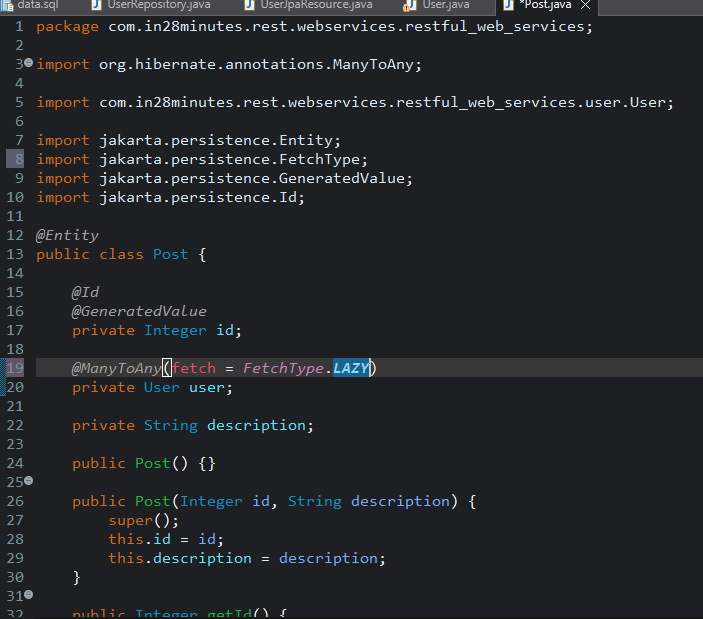 data.sql UserRepository.java UserJpaResource.java User.java *Post.java
1 package com.in28minutes.rest.webservices.restful_web_services;
2
3 import org.hibernate.annotations.ManyToAny;
4
5 import com.in28minutes.rest.webservices.restful_web_services.user.User;
6
7 import jakarta.persistence.Entity;
8 import jakarta.persistence.FetchType;
9 import jakarta.persistence.GeneratedValue;
10 import jakarta.persistence.Id;
11
12 @Entity
13 public class Post {
14
15 @Id
16 @GeneratedValue
17 private Integer id;
18
19 @ManyToAny(fetch = FetchType.LAZY)
20 private User user;
21
22 private String description;
23
24 public Post() {}
25
26 public Post(Integer id, String description) {
27 super();
28 this.id = id;
29 this.description = description;
30 }
31
32 public Integer getId() {